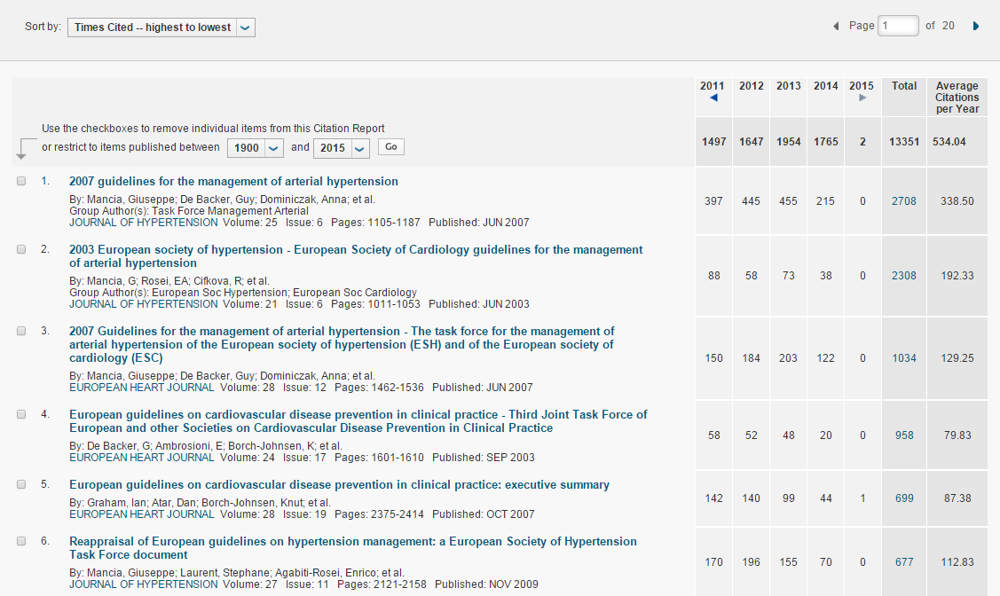 Sort by: Times Cited -- highest to lowest Page 1 of 20
2011 2012 2013 2014 2015 Total Average Citations per Year
Use the checkboxes to remove individual items from this Citation Report
or restrict to items published between 1900 and 2015 Go
1497 1647 1954 1765 2 13351 534.04
1. 2007 guidelines for the management of arterial hypertension
By: Mancia, Giuseppe; De Backer, Guy; Dominiczak, Anna; et al.
Group Author(s): Task Force Management Arterial
JOURNAL OF HYPERTENSION Volume: 25 Issue: 6 Pages: 1105-1187 Published: JUN 2007
397 445 455 215 0 2708 338.50
2. 2003 European society of hypertension - European Society of Cardiology guidelines for the management
of arterial hypertension
By: Mancia, G; Rosei, EA; Cifkova, R; et al.
Group Author(s): European Soc Hypertension; European Soc Cardiology
JOURNAL OF HYPERTENSION Volume: 21 Issue: 6 Pages: 1011-1053 Published: JUN 2003
88 58 73 38 0 2308 192.33
3. 2007 Guidelines for the management of arterial hypertension - The task force for the management of
arterial hypertension of the European society of hypertension (ESH) and of the European society of
cardiology (ESC)
By: Mancia, Giuseppe; De Backer, Guy; Dominiczak, Anna; et al.
EUROPEAN HEART JOURNAL Volume: 28 Issue: 12 Pages: 1462-1536 Published: JUN 2007
150 184 203 122 0 1034 129.25
4. European guidelines on cardiovascular disease prevention in clinical practice - Third Joint Task Force of
European and other Societies on Cardiovascular Disease Prevention in Clinical Practice
By: De Backer, G; Ambrosioni, E; Borch-Johnsen, K; et al.
EUROPEAN HEART JOURNAL Volume: 24 Issue: 17 Pages: 1601-1610 Published: SEP 2003
58 52 48 20 0 958 79.83
5. European guidelines on cardiovascular disease prevention in clinical practice: executive summary
By: Graham, Ian; Atar, Dan; Borch-Johnsen, Knut; et al.
EUROPEAN HEART JOURNAL Volume: 28 Issue: 19 Pages: 2375-2414 Published: OCT 2007
142 140 99 44 1 699 87.38
6. Reappraisal of European guidelines on hypertension management: a European Society of Hypertension
Task Force document
By: Mancia, Giuseppe; Laurent, Stephane; Agabiti-Rosei, Enrico; et al.
JOURNAL OF HYPERTENSION Volume: 27 Issue: 11 Pages: 2121-2158 Published: NOV 2009
170 196 155 70 0 677 112.83